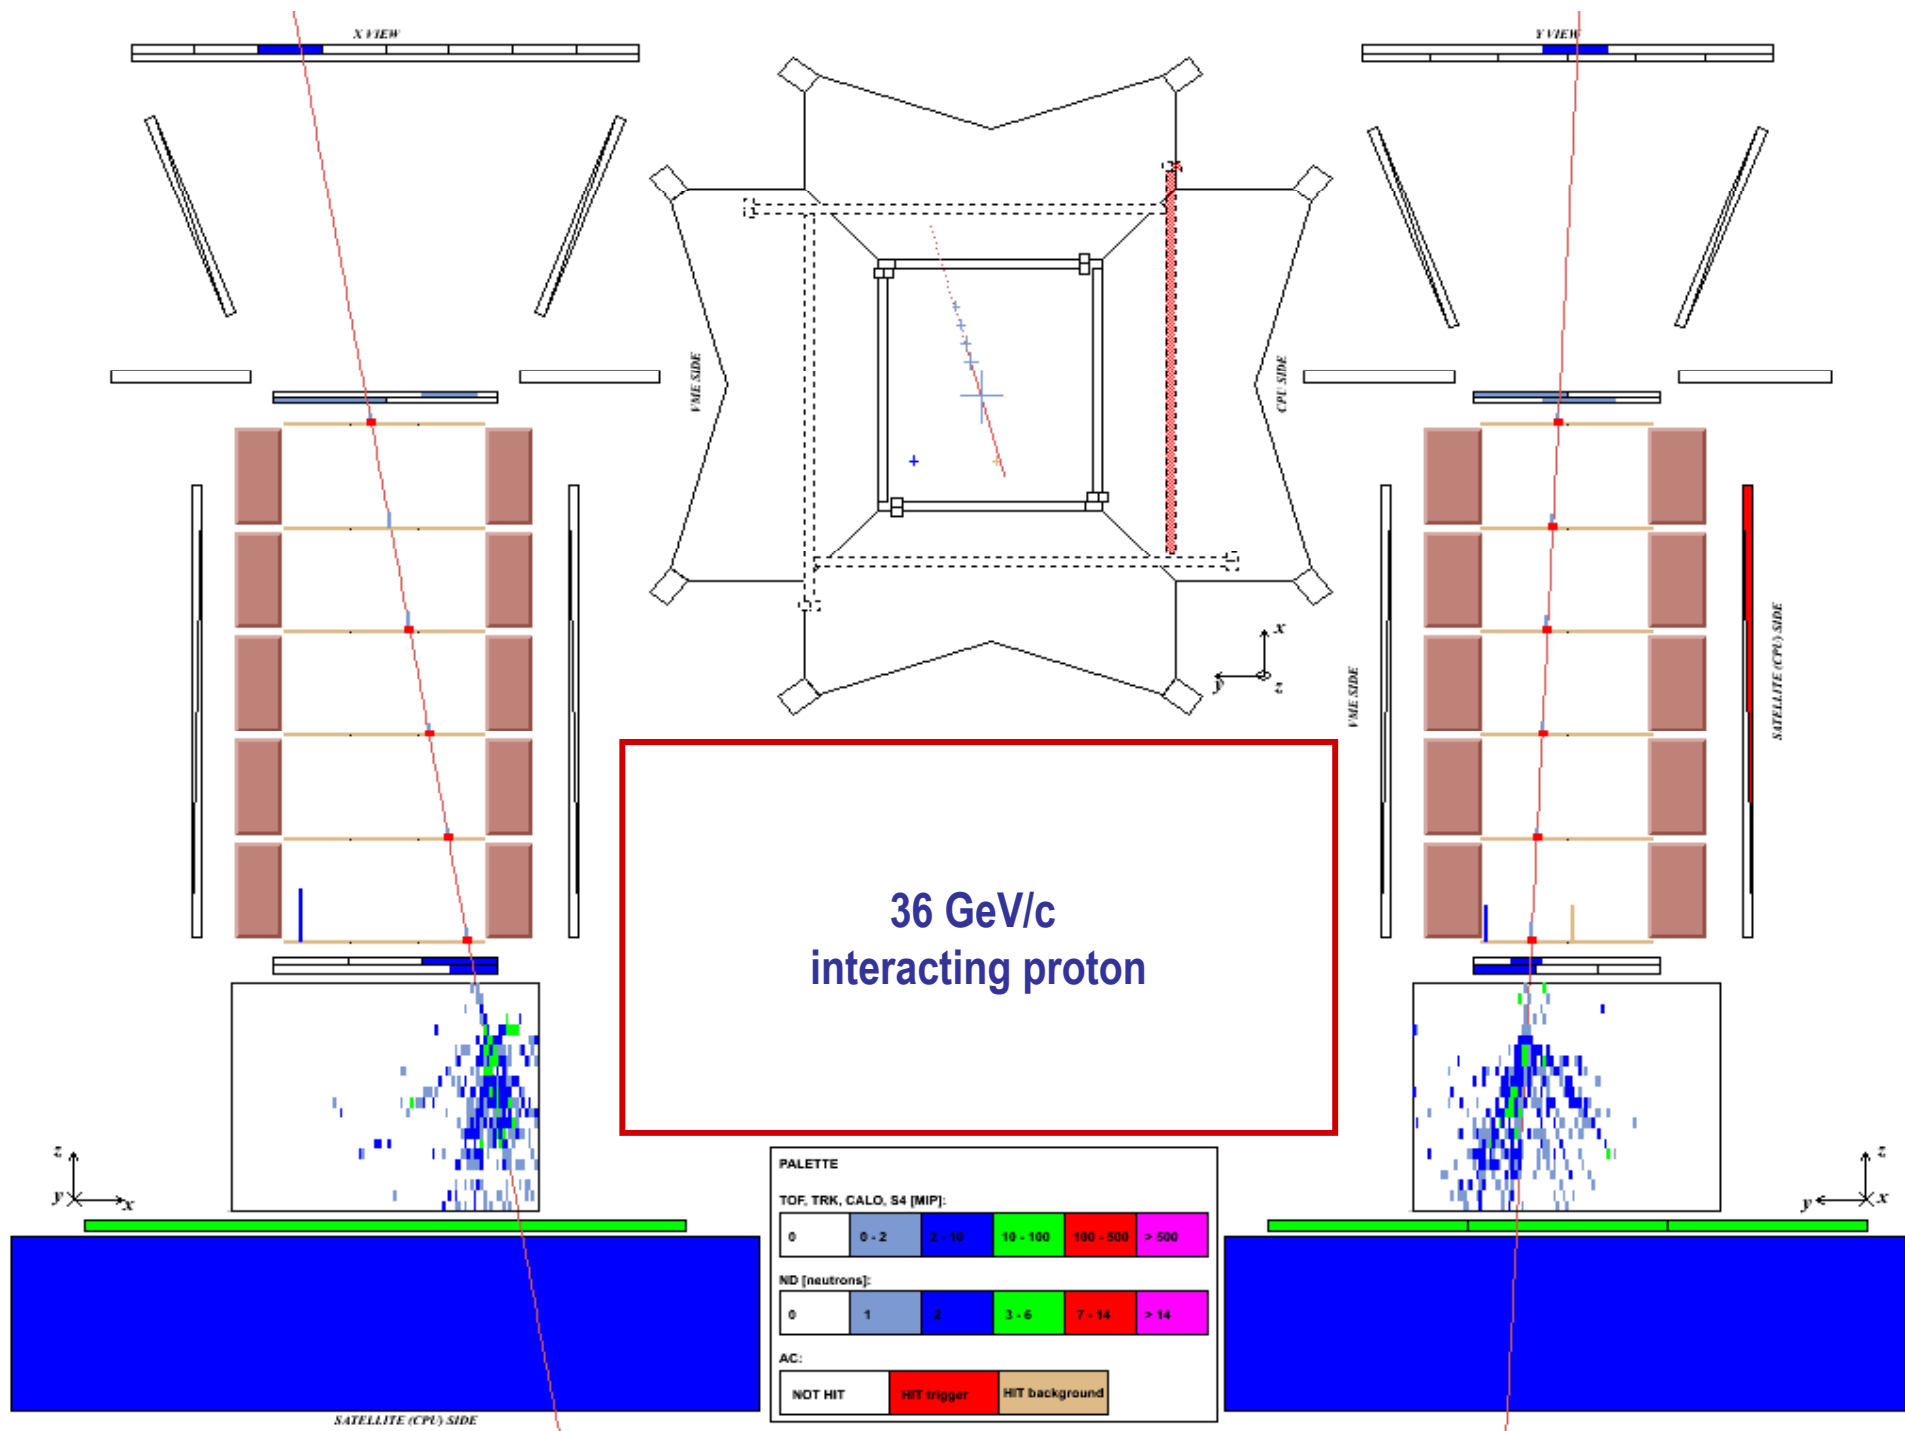 X VIEW
Y VIEW
VME SIDE
CPU SIDE
x
y
z
VME SIDE
SATELLITE (CPU) SIDE
36 GeV/c
interacting proton
z
y
x
z
y
x
PALETTE
TOF, TRK, CALO, S4 [MIP]:
0 0 - 2 2 - 10 10 - 100 100 - 500 > 500
ND [neutrons]:
0 1 2 3 - 6 7 - 14 > 14
AC:
NOT HIT HIT trigger HIT background
SATELLITE (CPU) SIDE